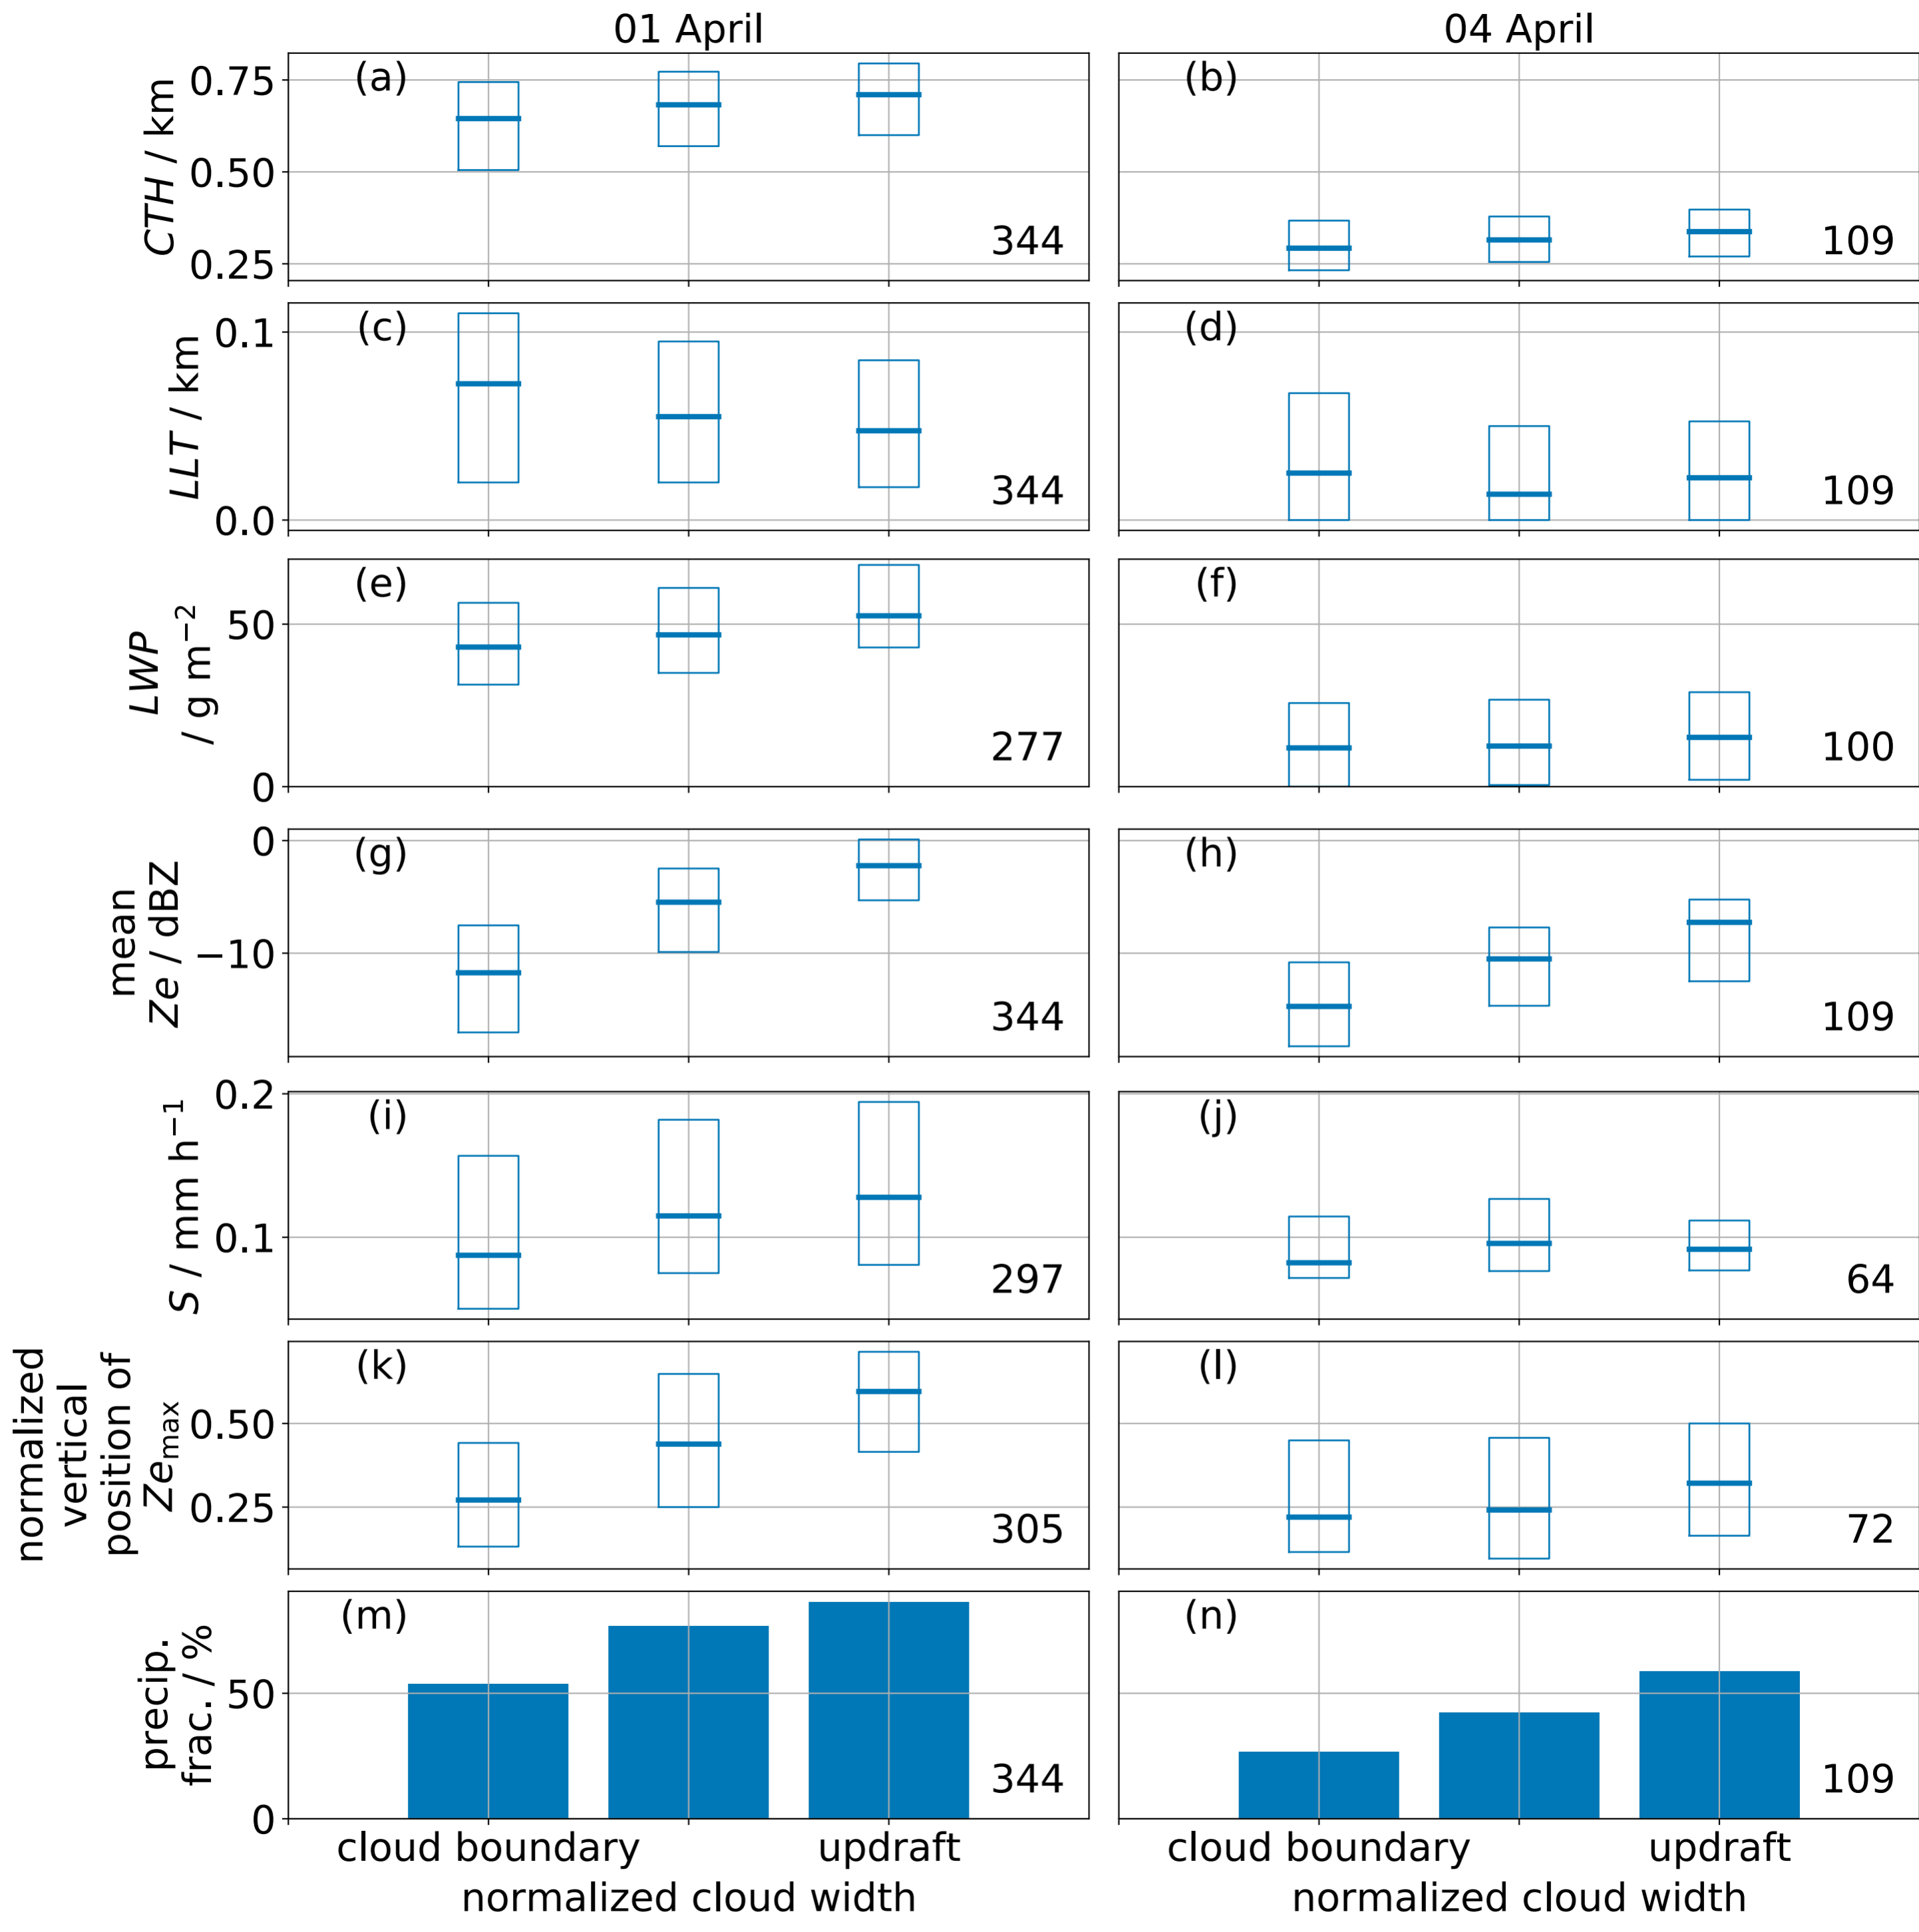 01 April
04 April
CTH / km
0.75
0.50
0.25
(a)
344
(b)
109
LLT / km
0.1
0.0
(c)
344
(d)
109
LWP
/ g m⁻²
50
0
(e)
277
(f)
100
mean
Ze / dBZ
0
−10
(g)
344
(h)
109
s / mm h⁻¹
0.2
0.1
(i)
297
(j)
64
normalized
vertical
position of
Zeₘₐₓ
0.50
0.25
(k)
305
(l)
72
precip.
frac. / %
50
0
(m)
344
(n)
109
cloud boundary
updraft
cloud boundary
updraft
normalized cloud width
normalized cloud width